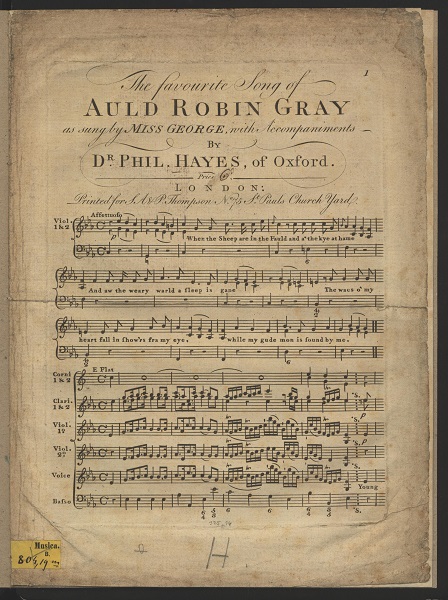 1
The favourite Song of
AULD ROBIN GRAY
as sung by MISS GEORGE, with Accompaniments
BY
DR. PHIL. HAYES, of Oxford.
Price 6d.
LONDON:
Printed for S.A & P. Thompson No. 75 St. Pauls Church Yard.
Affettuoso
Viol. 1 & 2
When the Sheep are in the Fauld and a' the kye at hame
And aw the weary warld a sleep is gane
The waes o' my
heart fall in show'rs fra my eye.
while my gude man is sound by me.
E Flat
Corni 1 & 2
Clari. 1 & 2
Viol. 1o
Viol. 2o
Voice
Young
Basso
H.
Musica.